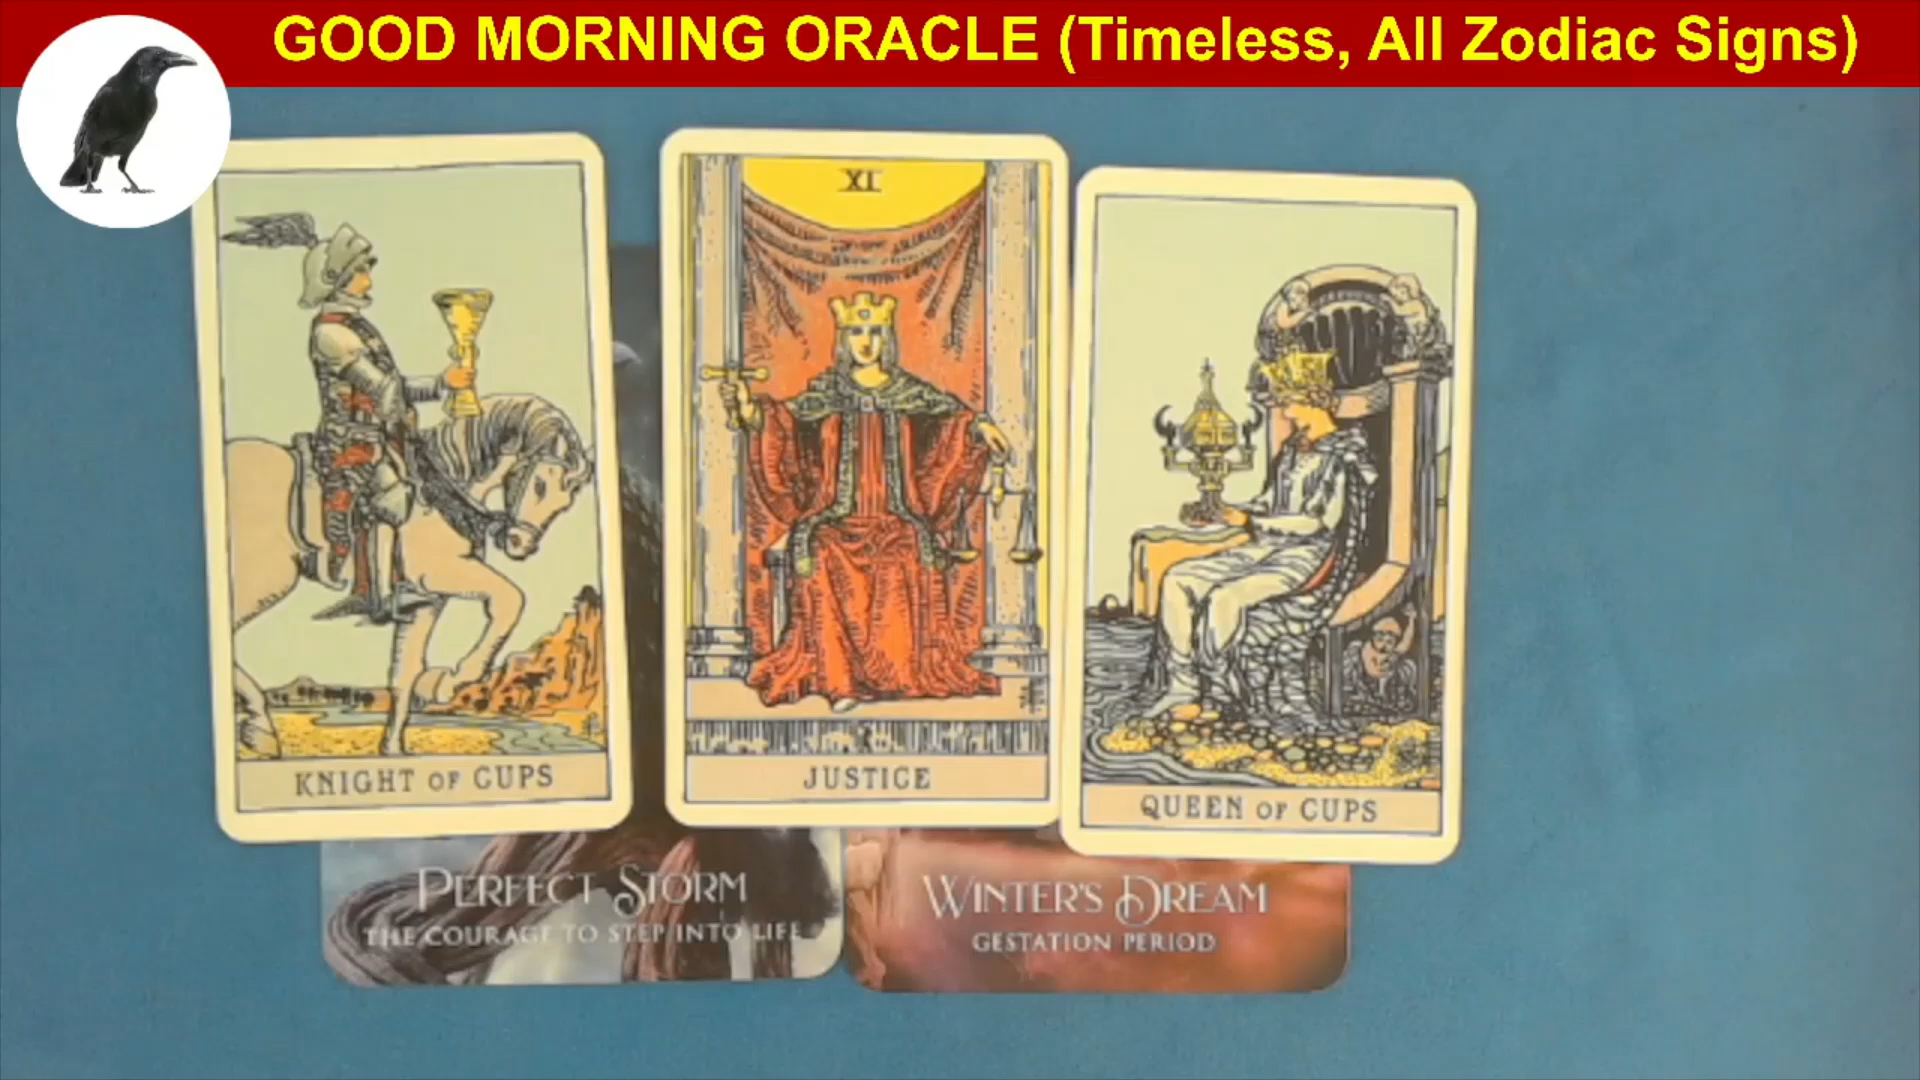 GOOD MORNING ORACLE (Timeless, All Zodiac Signs)
XI
KNIGHT OF CUPS
JUSTICE
QUEEN OF CUPS
PERFECT STORM
THE COURAGE TO STEP INTO LIFE
WINTER'S DREAM
GESTATION PERIOD